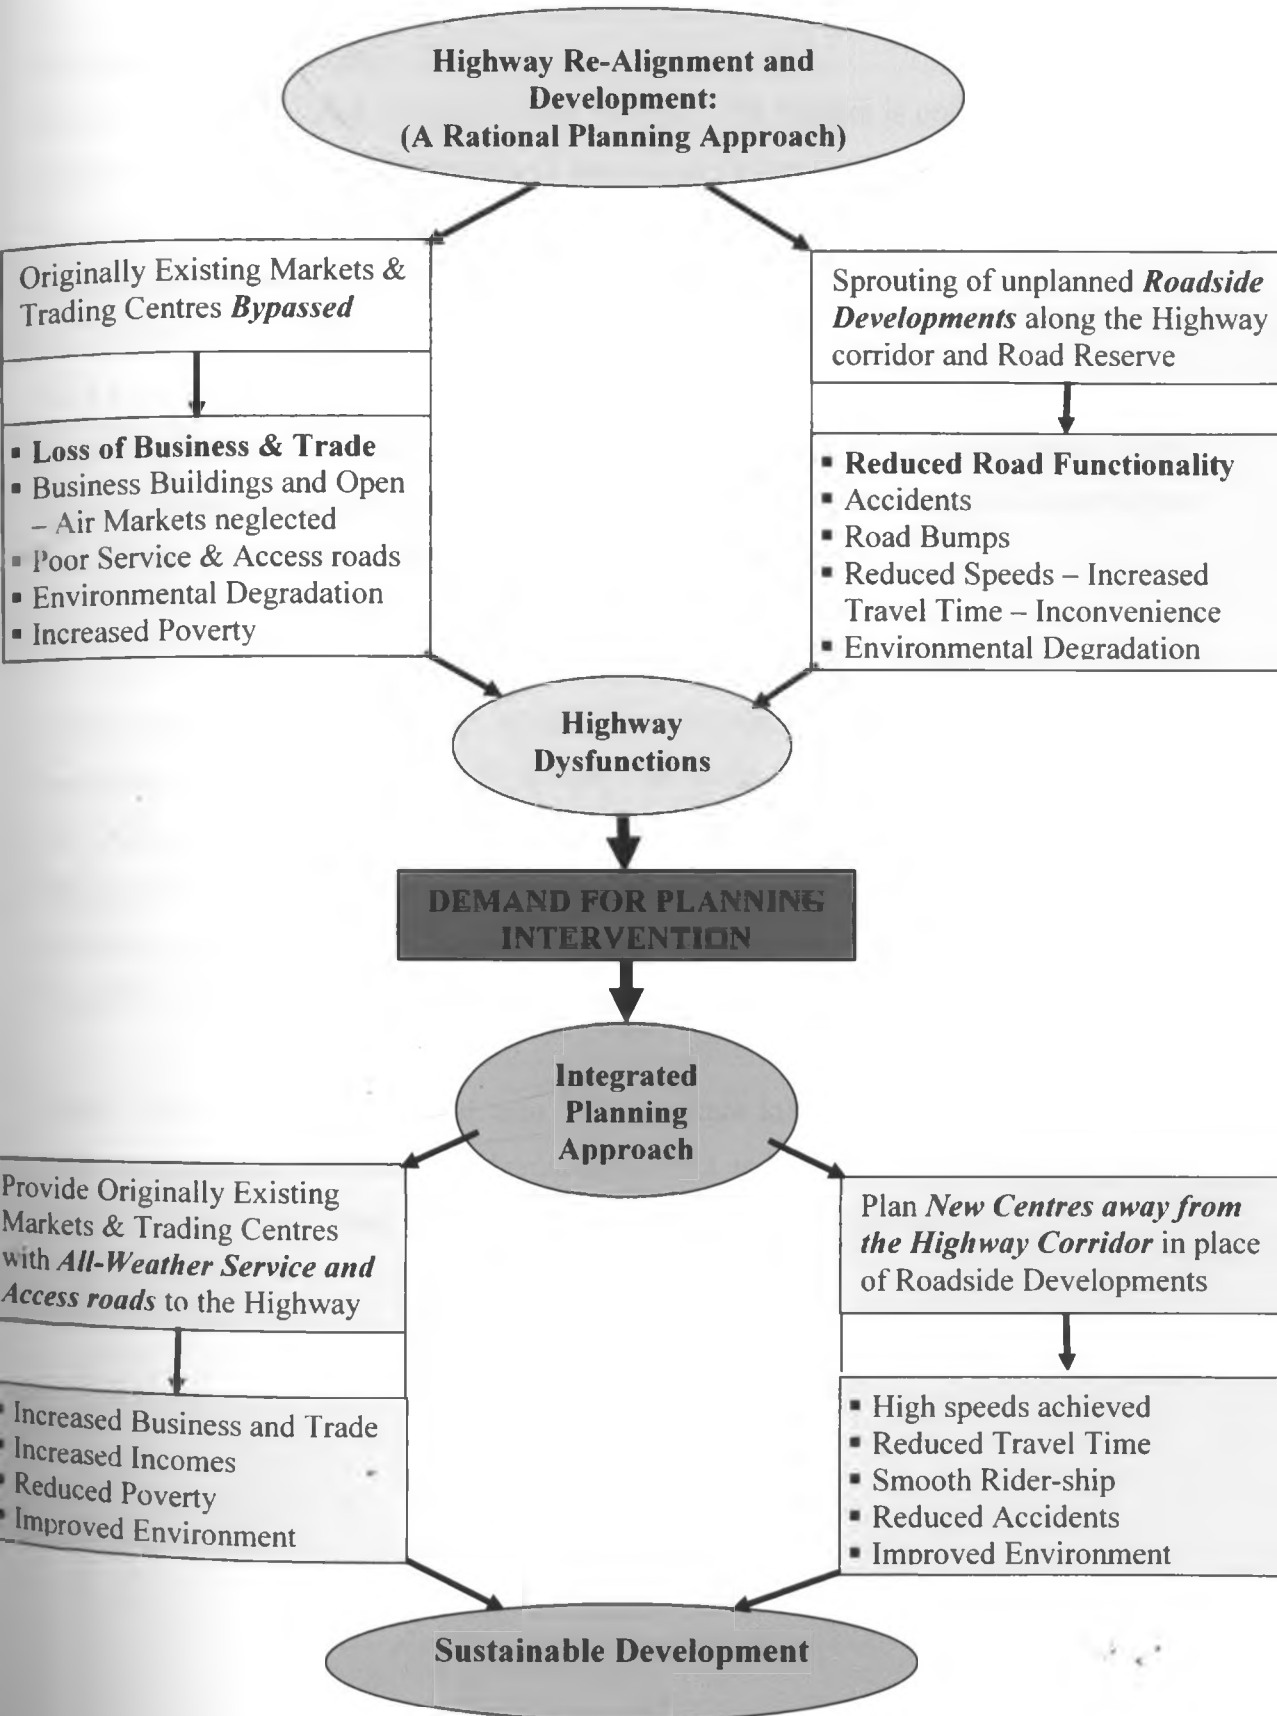 Highway Re-Alignment and
Development:
(A Rational Planning Approach)
Originally Existing Markets &
Trading Centres Bypassed
Sprouting of unplanned Roadside
Developments along the Highway
corridor and Road Reserve
▪ Loss of Business & Trade
▪ Business Buildings and Open
– Air Markets neglected
▪ Poor Service & Access roads
▪ Environmental Degradation
▪ Increased Poverty
▪ Reduced Road Functionality
▪ Accidents
▪ Road Bumps
▪ Reduced Speeds – Increased
Travel Time – Inconvenience
▪ Environmental Degradation
Highway
Dysfunctions
DEMAND FOR PLANNING
INTERVENTION
Integrated
Planning
Approach
Provide Originally Existing
Markets & Trading Centres
with All-Weather Service and
Access roads to the Highway
Plan New Centres away from
the Highway Corridor in place
of Roadside Developments
▪ Increased Business and Trade
▪ Increased Incomes
▪ Reduced Poverty
▪ Improved Environment
▪ High speeds achieved
▪ Reduced Travel Time
▪ Smooth Rider-ship
▪ Reduced Accidents
▪ Improved Environment
Sustainable Development